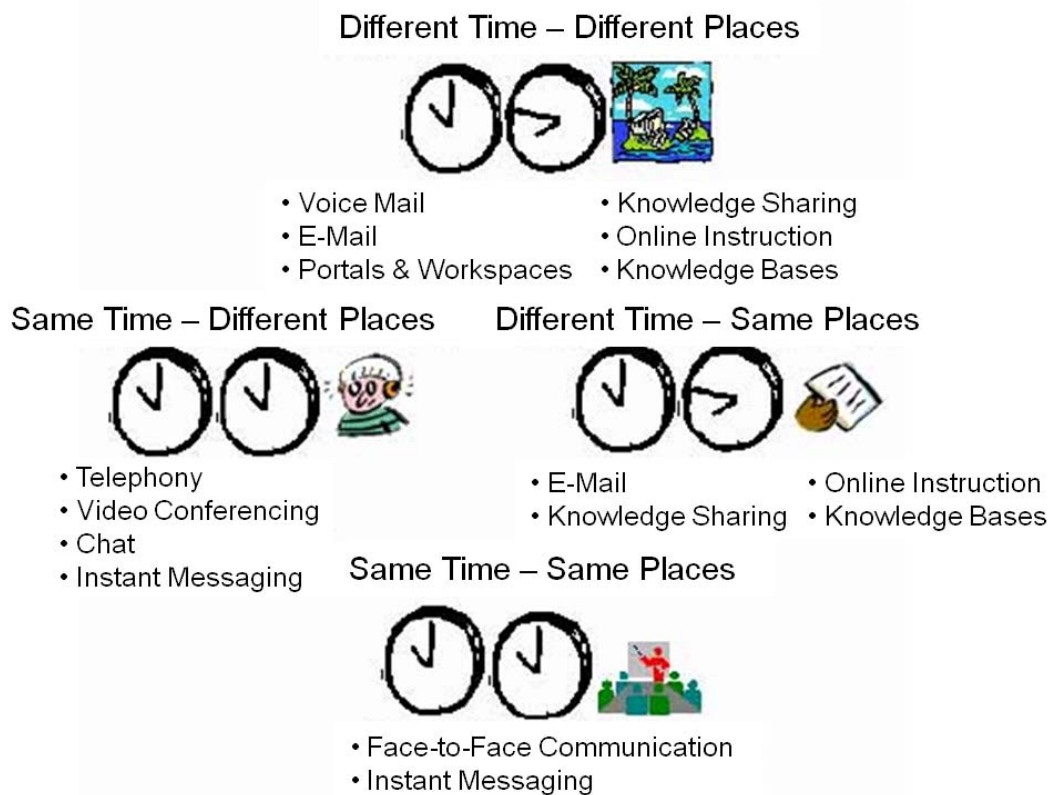 Different Time – Different Places
• Voice Mail
• E-Mail
• Portals & Workspaces
• Knowledge Sharing
• Online Instruction
• Knowledge Bases
Same Time – Different Places
• Telephony
• Video Conferencing
• Chat
• Instant Messaging
Different Time – Same Places
• E-Mail
• Knowledge Sharing
• Online Instruction
• Knowledge Bases
Same Time – Same Places
• Face-to-Face Communication
• Instant Messaging